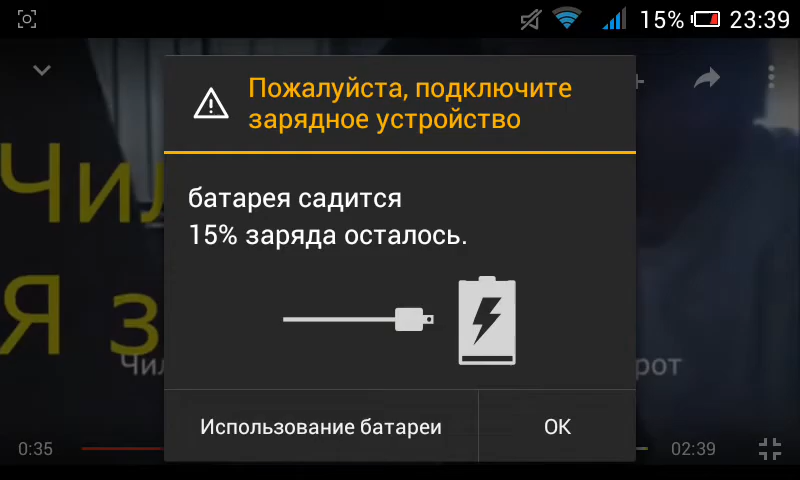 15% 23:39
Пожалуйста, подключите
зарядное устройство
батарея садится
15% заряда осталось.
Использование батареи
OK
0:35
02:39